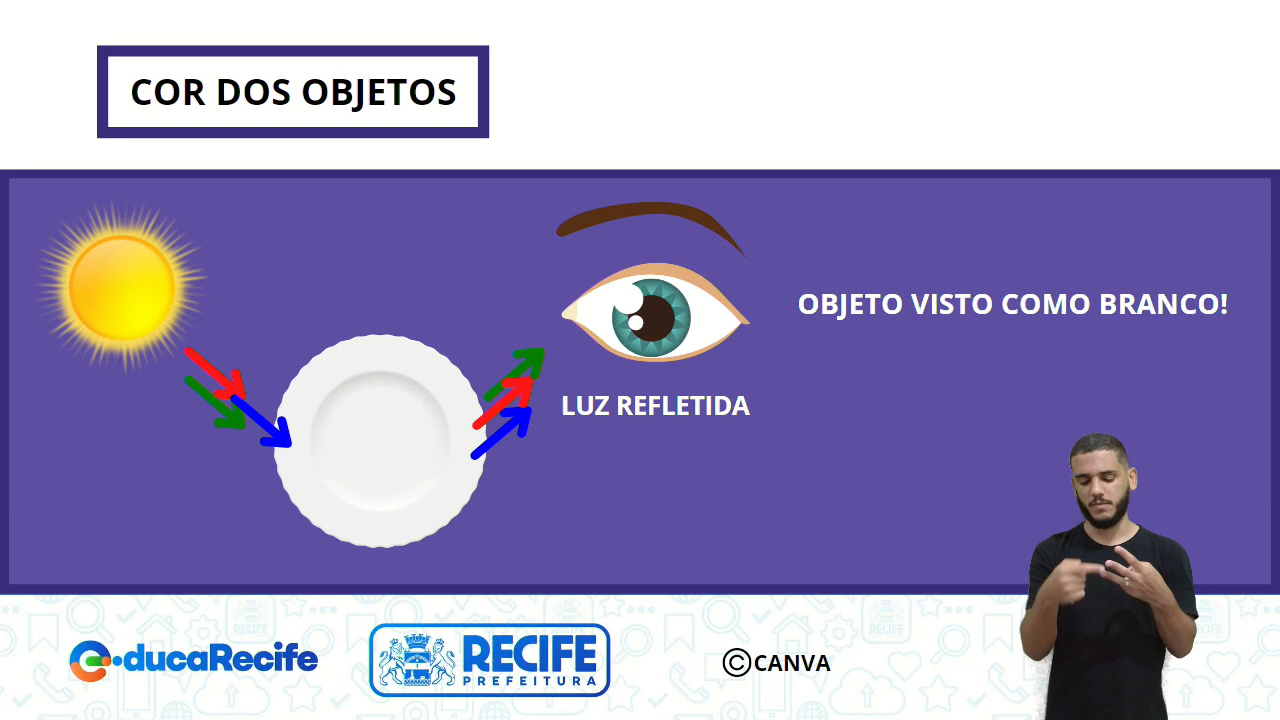 COR DOS OBJETOS
OBJETO VISTO COMO BRANCO!
LUZ REFLETIDA
educaRecife
RECIFE
PREFEITURA
©CANVA